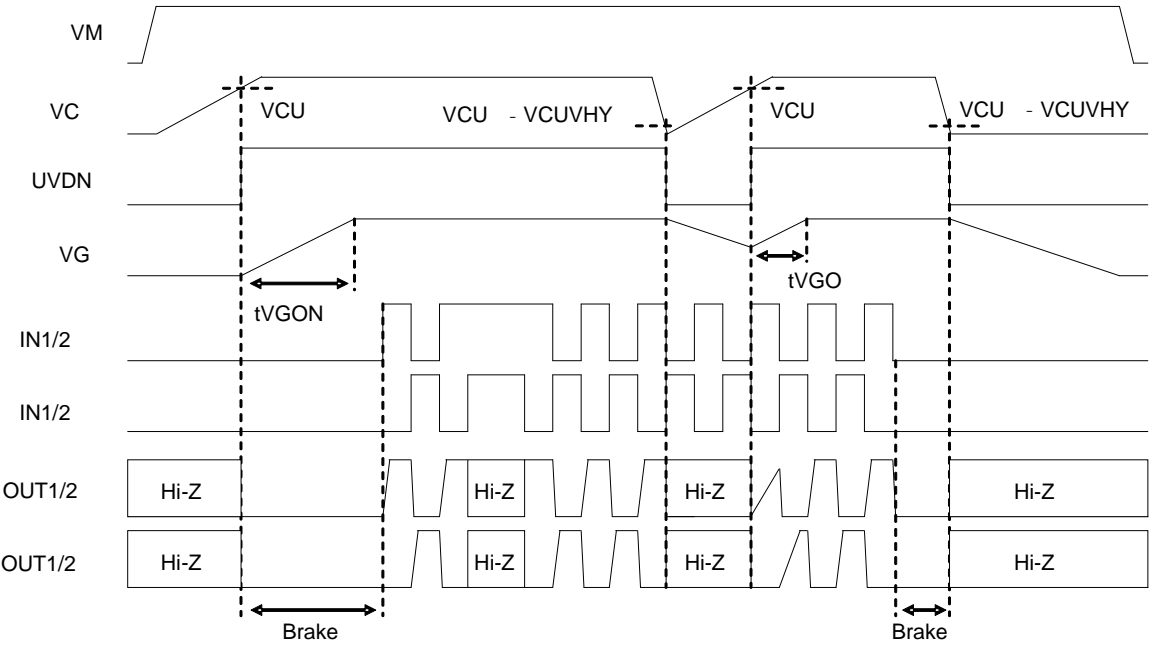 VM
VC
VCU
VCU - VCUVHY
VCU
VCU - VCUVHY
UVDN
VG
tVGON
tVGO
IN1/2
IN1/2
OUT1/2
Hi-Z
Hi-Z
Hi-Z
Hi-Z
OUT1/2
Hi-Z
Hi-Z
Hi-Z
Hi-Z
Brake
Brake